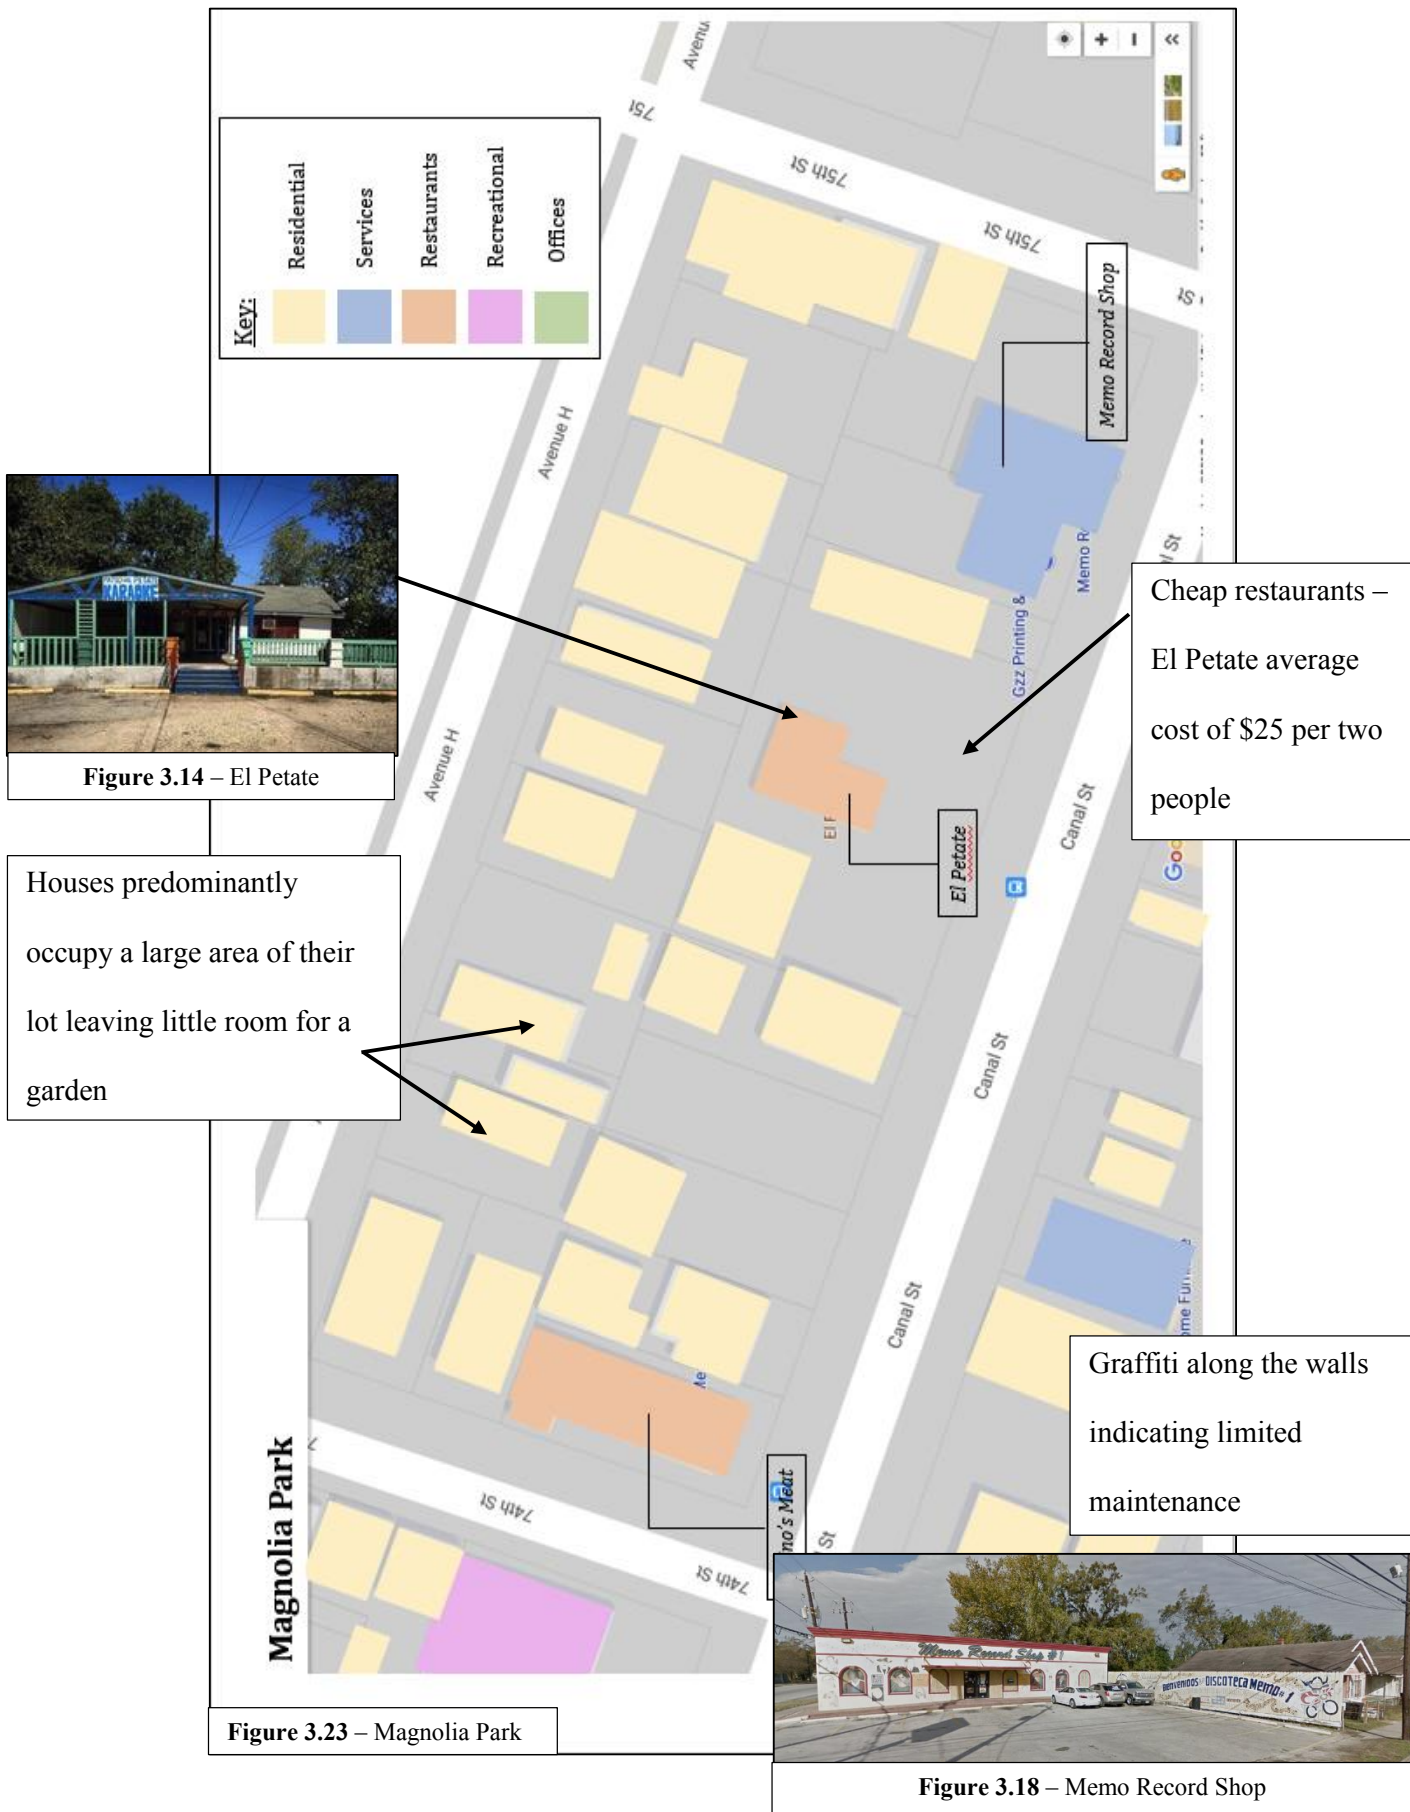 Magnolia Park
Key:
Residential
Services
Restaurants
Recreational
Offices
Avenue H
Avenue H
75th St
75th St
St
74th St
74th St
Canal St
Canal St
Canal St
St
Memo Record Shop
Gzz Printing &
El Petate
KARAOKE
Figure 3.14 – El Petate
Cheap restaurants –
El Petate average
cost of $25 per two
people
Houses predominantly
occupy a large area of their
lot leaving little room for a
garden
Graffiti along the walls
indicating limited
maintenance
Memo Record Shop #1
BIENVENIDOS DISCOTECA MEMO # 1
Figure 3.23 – Magnolia Park
Figure 3.18 – Memo Record Shop